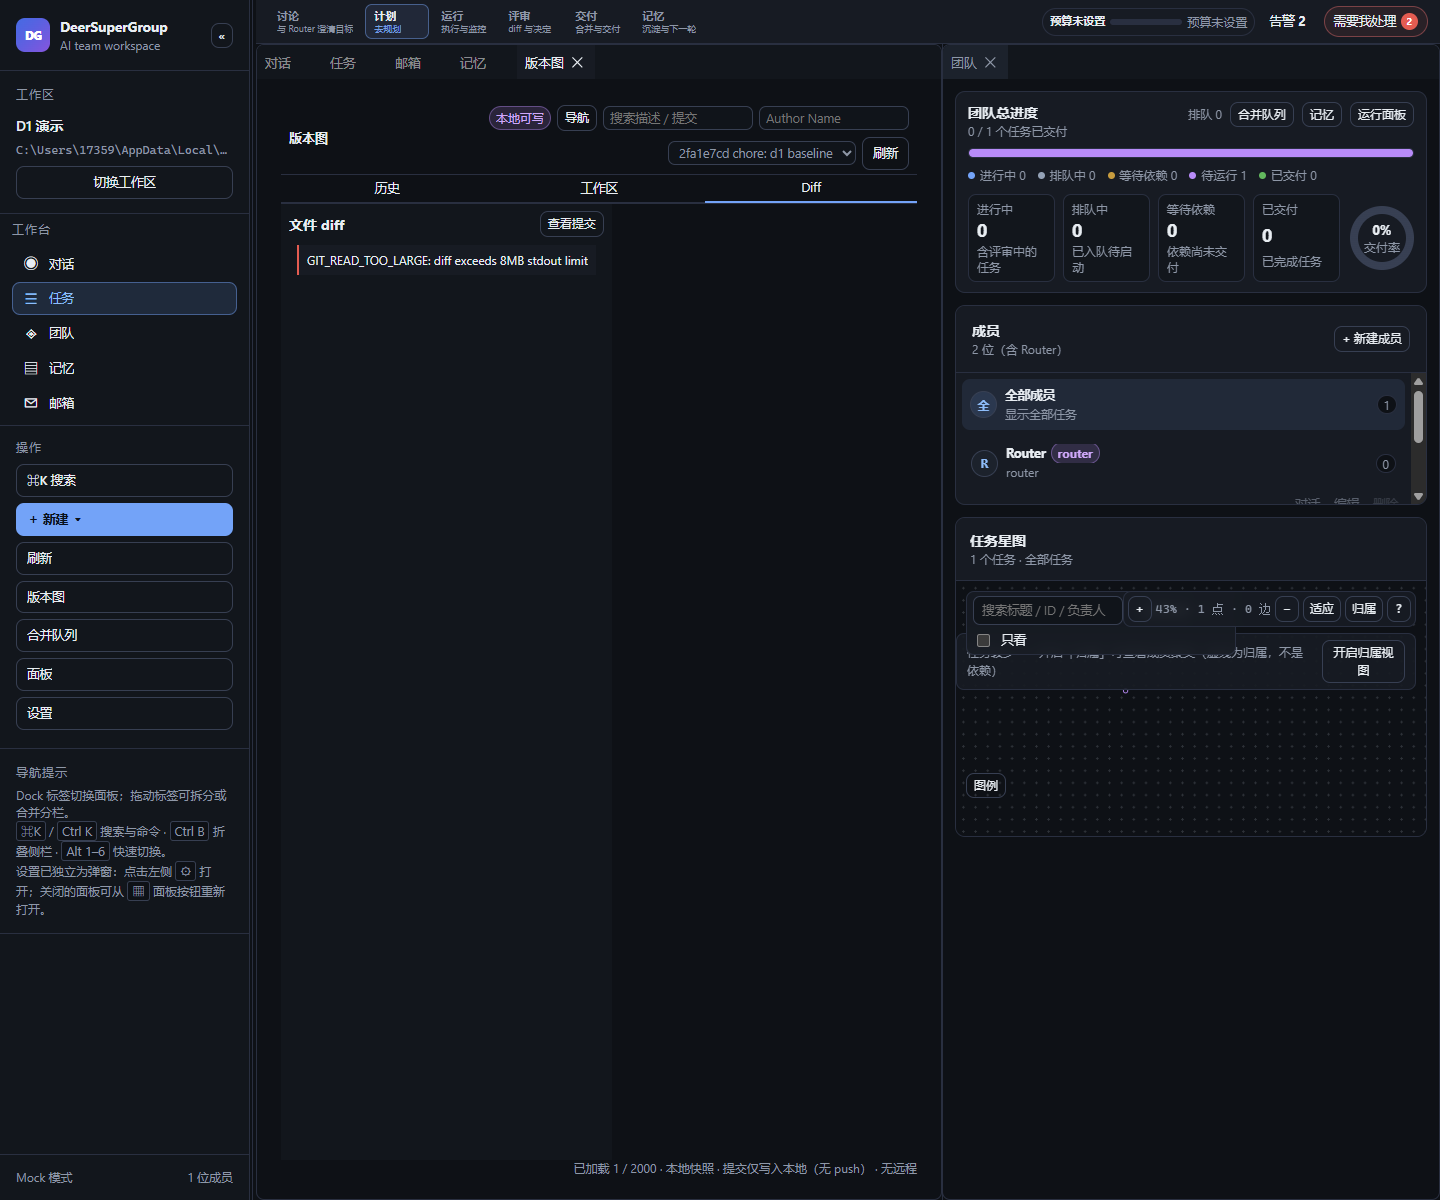 DG
DeerSuperGroup
AI team workspace
«
工作区
D1 演示
C:\Users\17359\AppData\Local\…
切换工作区
工作台
对话
任务
团队
记忆
邮箱
操作
⌘K 搜索
+ 新建
刷新
版本图
合并队列
面板
设置
导航提示
Dock 标签切换面板；拖动标签可拆分或
合并分栏。
⌘K / Ctrl K 搜索与命令 · Ctrl B 折
叠侧栏 · Alt 1–6 快速切换。
设置已独立为弹窗：点击左侧 ⚙ 打
开；关闭的面板可从 ▦ 面板按钮重新
打开。
Mock 模式
1 位成员
讨论
与 Router 澄清目标
计划
去规划
运行
执行与监控
评审
diff 与决定
交付
合并与交付
记忆
沉淀与下一轮
预算未设置
预算未设置
告警 2
需要我处理 2
对话
任务
邮箱
记忆
版本图
版本图
本地可写
导航
搜索描述 / 提交
Author Name
2fa1e7cd chore: d1 baseline
刷新
历史
工作区
Diff
文件 diff
查看提交
GIT_READ_TOO_LARGE: diff exceeds 8MB stdout limit
已加载 1 / 2000 · 本地快照 · 提交仅写入本地（无 push） · 无远程
团队
团队总进度
0 / 1 个任务已交付
排队 0
合并队列
记忆
运行面板
进行中 0
排队中 0
等待依赖 0
待运行 1
已交付 0
进行中
0
含评审中的
任务
排队中
0
已入队待启
动
等待依赖
0
依赖尚未交
付
已交付
0
已完成任务
0%
交付率
成员
2 位（含 Router）
+ 新建成员
全
全部成员
显示全部任务
1
R
Router
router
router
0
对话
编辑
删除
任务星图
1 个任务 · 全部任务
搜索标题 / ID / 负责人
+
43% · 1 点 · 0 边
−
适应
归属
?
只看
依赖）
开启归属视
图
图例